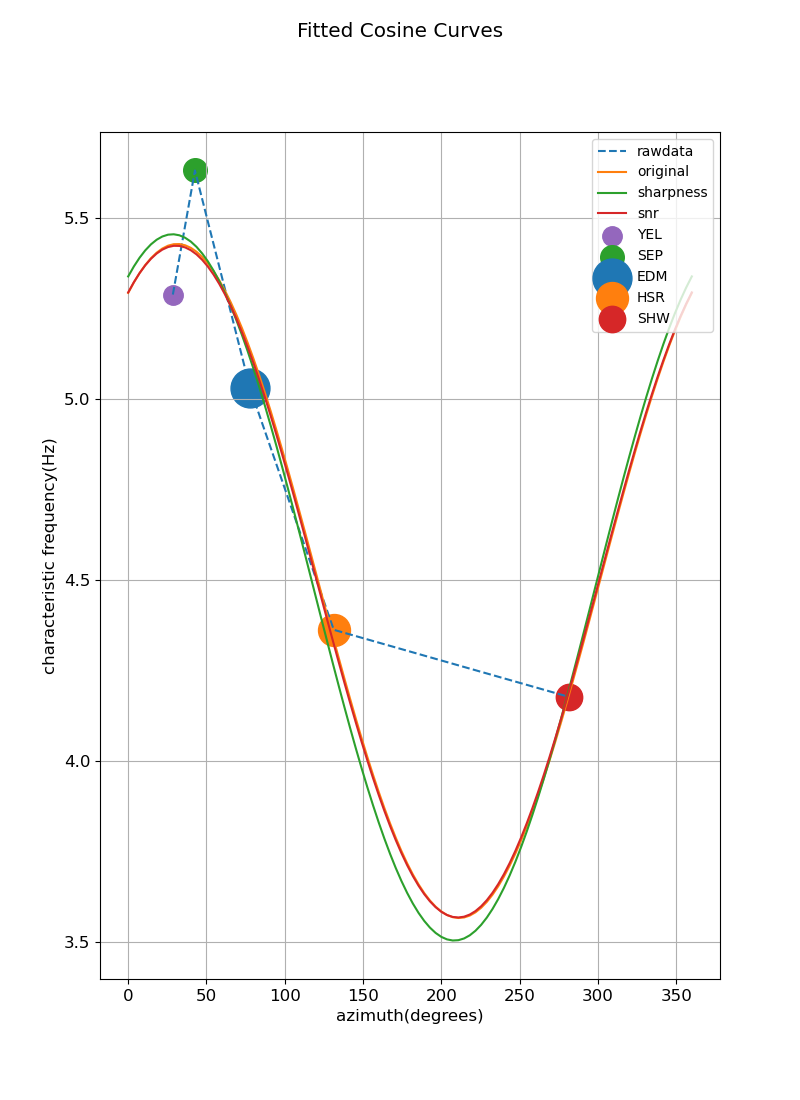 Fitted Cosine Curves
rawdata
original
sharpness
snr
YEL
SEP
EDM
HSR
SHW
characteristic frequency(Hz)
5.5
5.0
4.5
4.0
3.5
0 50 100 150 200 250 300 350
azimuth(degrees)